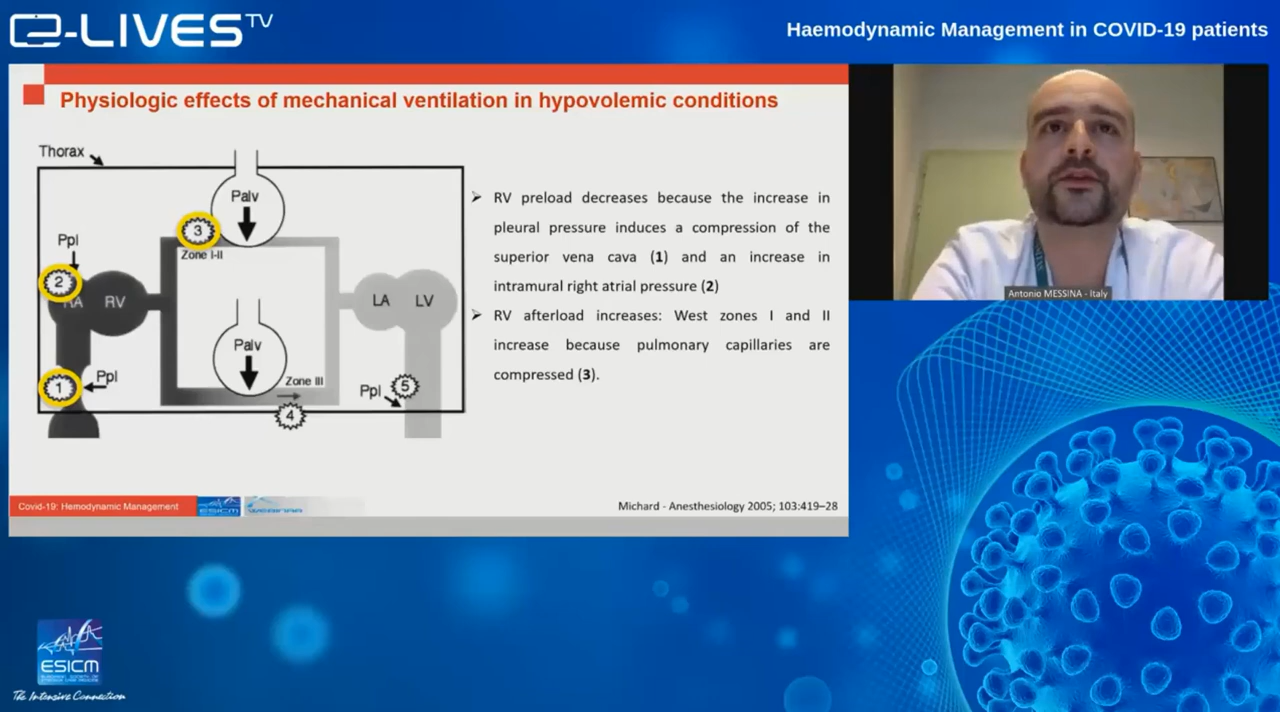 e-LIVES TV
Haemodynamic Management in COVID-19 patients
Physiologic effects of mechanical ventilation in hypovolemic conditions
Thorax
Palv
3
Zone I-II
Ppl
2
RA
RV
LA
LV
Palv
Zone III
1
Ppl
Ppl
5
4
➢ RV preload decreases because the increase in
pleural pressure induces a compression of the
superior vena cava (1) and an increase in
intramural right atrial pressure (2)
➢ RV afterload increases: West zones I and II
increase because pulmonary capillaries are
compressed (3).
Antonio MESSINA - Italy
Covid-19: Hemodynamic Management
ESICM
WEBINAR
Michard - Anesthesiology 2005; 103:419–28
ESICM
The Intensive Connection